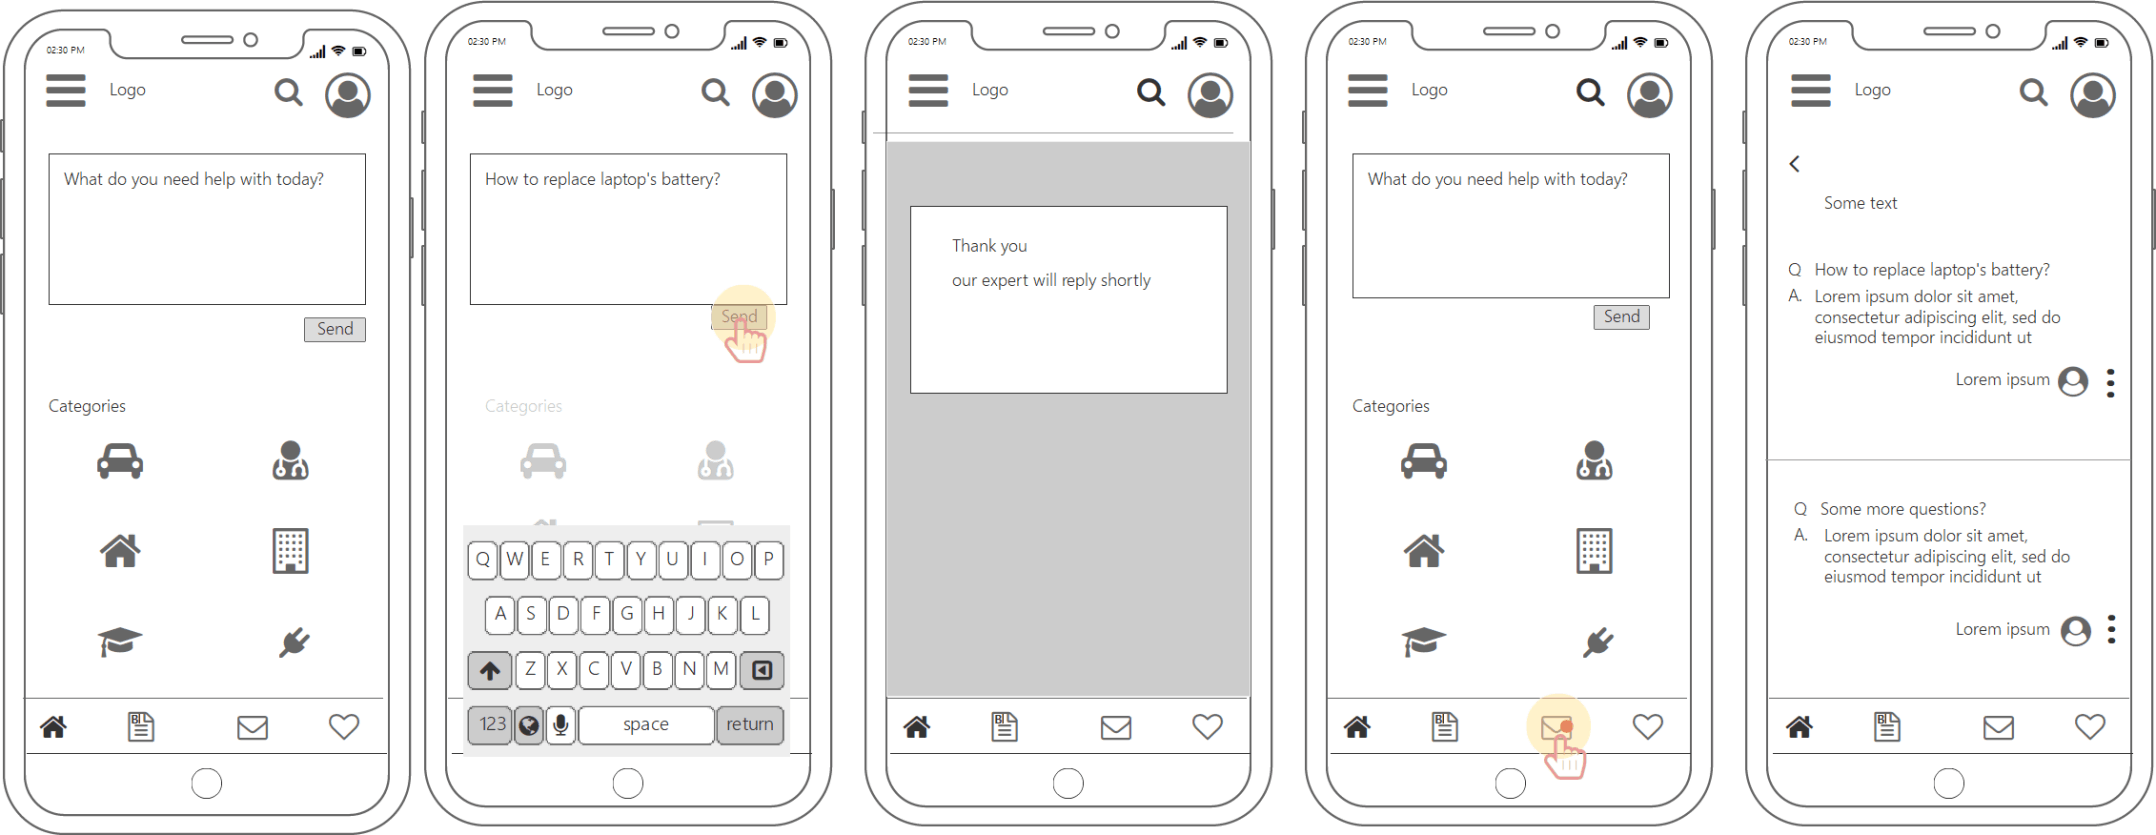 02:30 PM
Logo
What do you need help with today?
Send
Categories
02:30 PM
Logo
How to replace laptop's battery?
Send
Categories
Q W E R T Y U I O P
A S D F G H J K L
Z X C V B N M
123 space return
02:30 PM
Logo
Thank you
our expert will reply shortly
02:30 PM
Logo
What do you need help with today?
Send
Categories
02:30 PM
Logo
Some text
Q How to replace laptop's battery?
A. Lorem ipsum dolor sit amet,
consectetur adipiscing elit, sed do
eiusmod tempor incididunt ut
Lorem ipsum
Q Some more questions?
A. Lorem ipsum dolor sit amet,
consectetur adipiscing elit, sed do
eiusmod tempor incididunt ut
Lorem ipsum